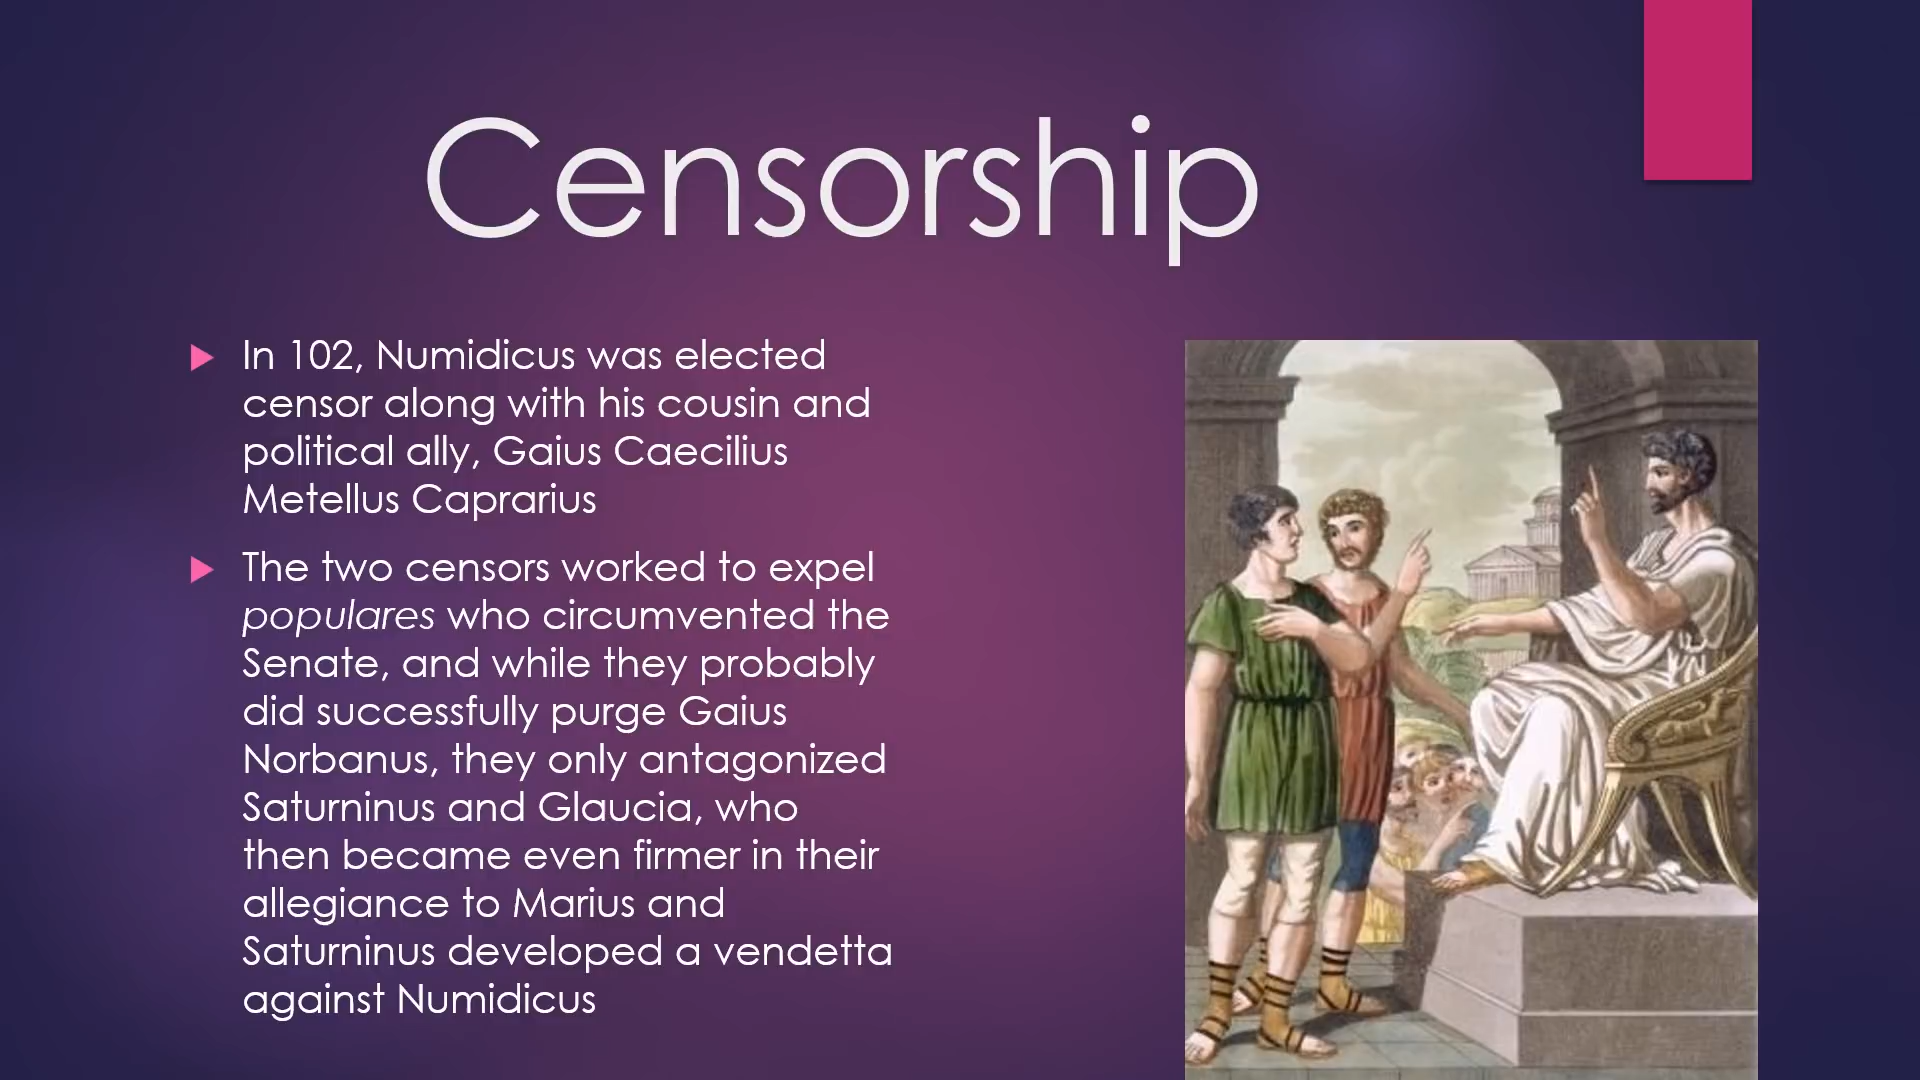 Censorship
In 102, Numidicus was elected
censor along with his cousin and
political ally, Gaius Caecilius
Metellus Caprarius
The two censors worked to expel
populares who circumvented the
Senate, and while they probably
did successfully purge Gaius
Norbanus, they only antagonized
Saturninus and Glaucia, who
then became even firmer in their
allegiance to Marius and
Saturninus developed a vendetta
against Numidicus